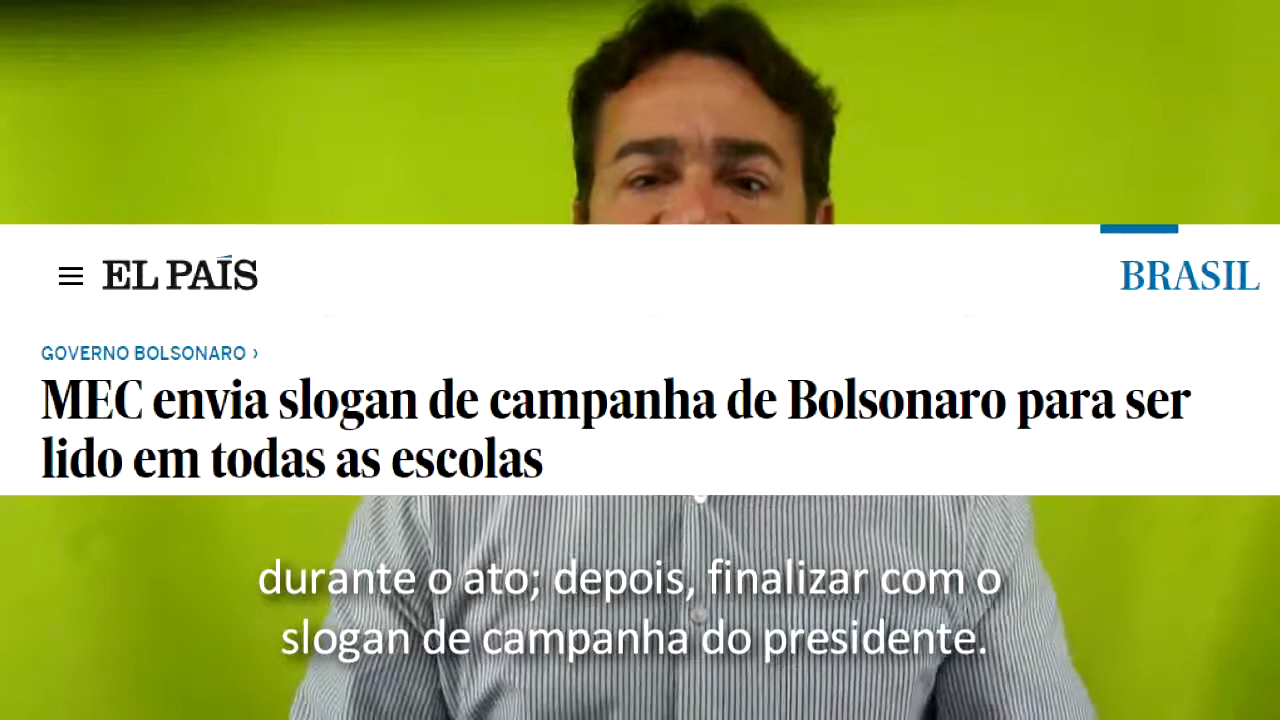 EL PAÍS
BRASIL
GOVERNO BOLSONARO ›
MEC envia slogan de campanha de Bolsonaro para ser
lido em todas as escolas
durante o ato; depois, finalizar com o
slogan de campanha do presidente.